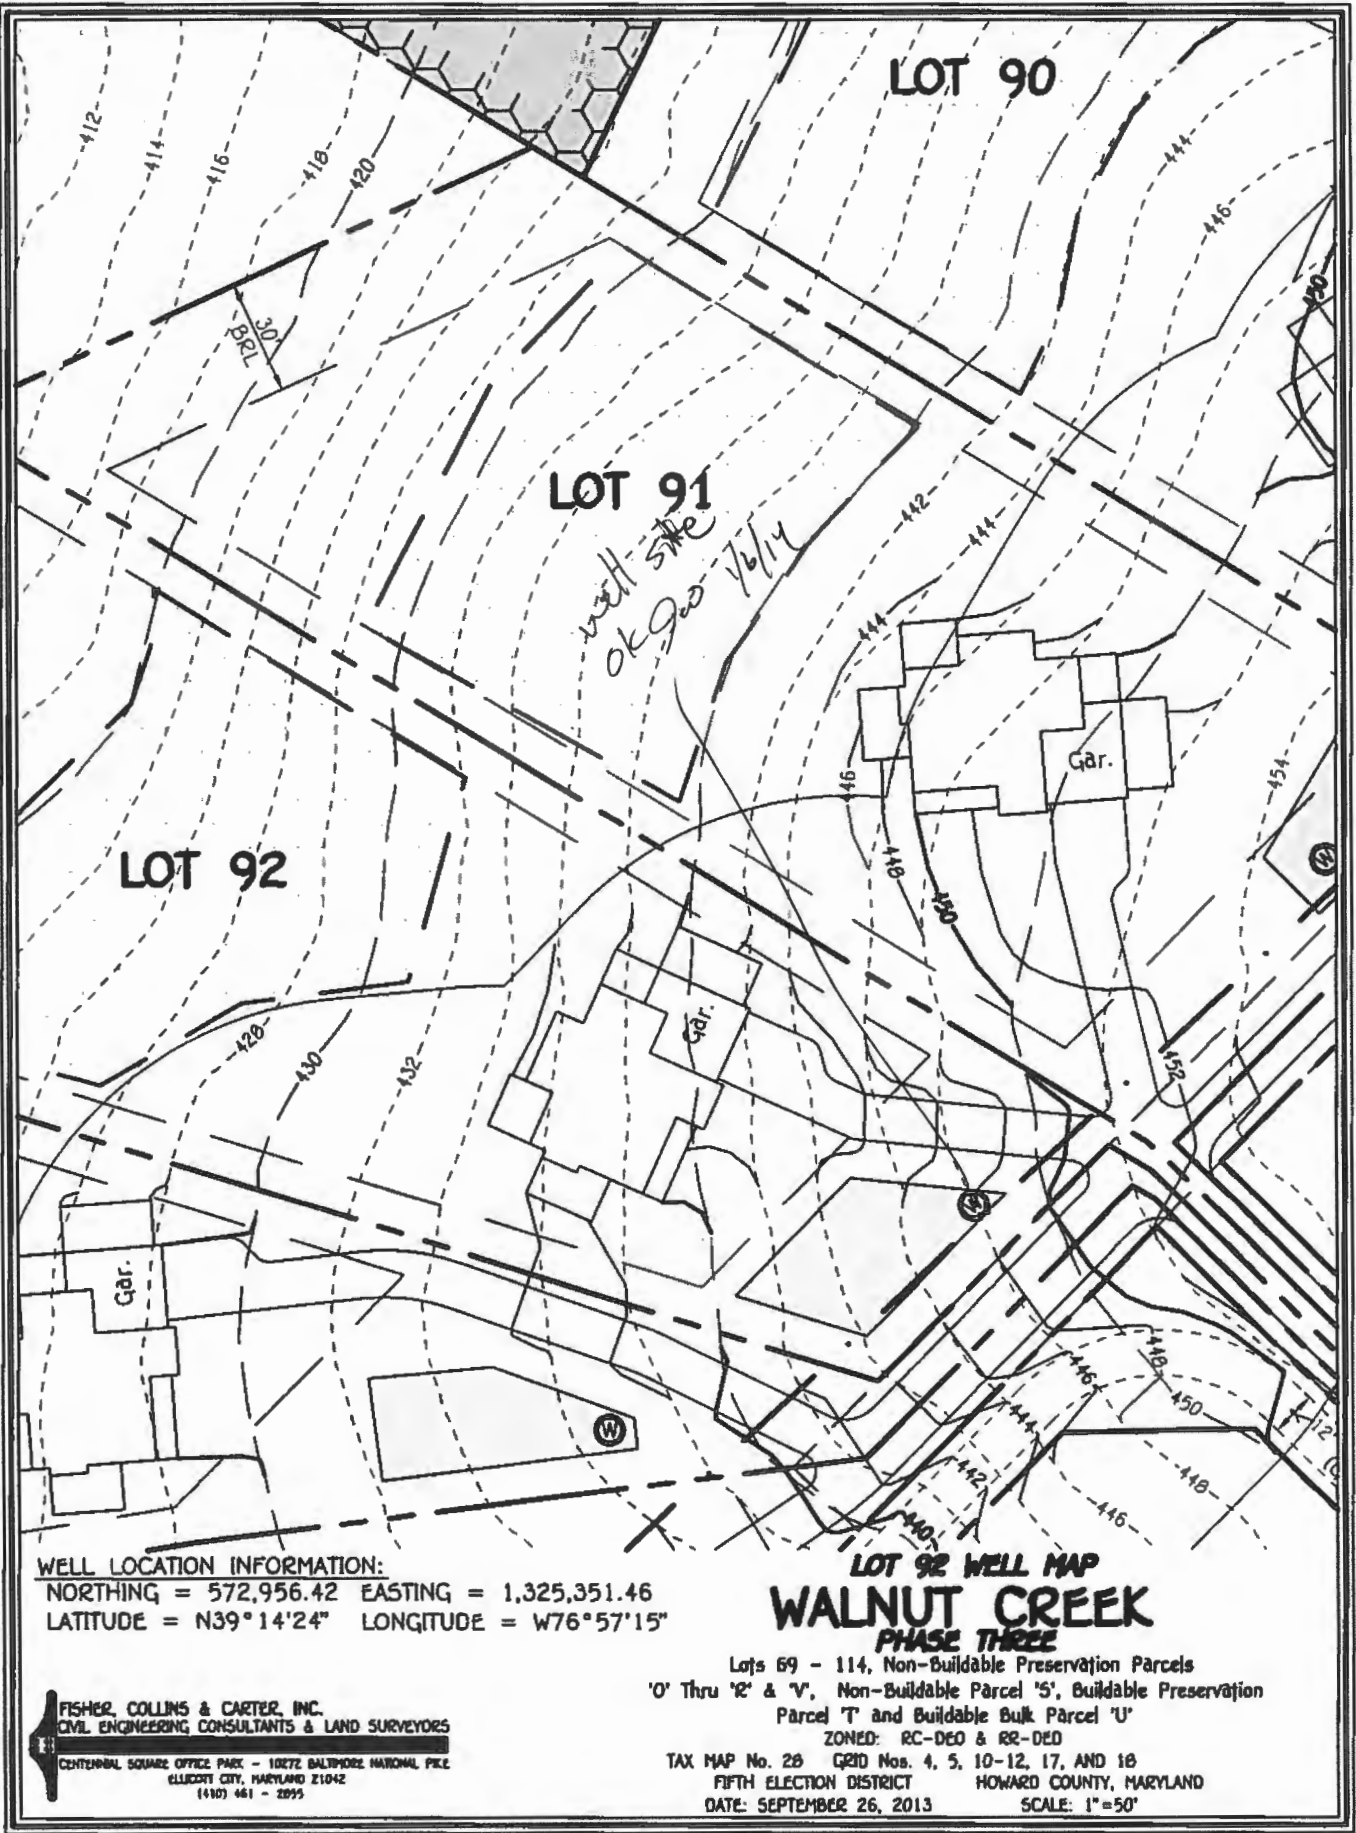 LOT 90
412
414
416
418
420
444
446
450
30'
BRL
LOT 91
well site
ok 1/6/14
442
444
444
Gar.
446
454
W
448
450
LOT 92
Gar.
428
430
432
452
W
Gar.
W
448
446
450
444
12'
442
448
446
440
WELL LOCATION INFORMATION:
NORTHING = 572,956.42 EASTING = 1,325,351.46
LATITUDE = N39°14'24" LONGITUDE = W76°57'15"
LOT 92 WELL MAP
WALNUT CREEK
PHASE THREE
Lots 69 - 114, Non-Buildable Preservation Parcels
'O' Thru 'R' & 'V', Non-Buildable Parcel 'S', Buildable Preservation
Parcel 'T' and Buildable Bulk Parcel 'U'
ZONED: RC-DEO & RR-DEO
TAX MAP No. 28 GRID Nos. 4, 5, 10-12, 17, AND 18
FIFTH ELECTION DISTRICT HOWARD COUNTY, MARYLAND
DATE: SEPTEMBER 26, 2013 SCALE: 1"=50'
FISHER, COLLINS & CARTER, INC.
CIVIL ENGINEERING CONSULTANTS & LAND SURVEYORS
CENTENNIAL SQUARE OFFICE PARK - 10272 BALTIMORE NATIONAL PIKE
ELLICOTT CITY, MARYLAND 21042
(410) 461 - 2855